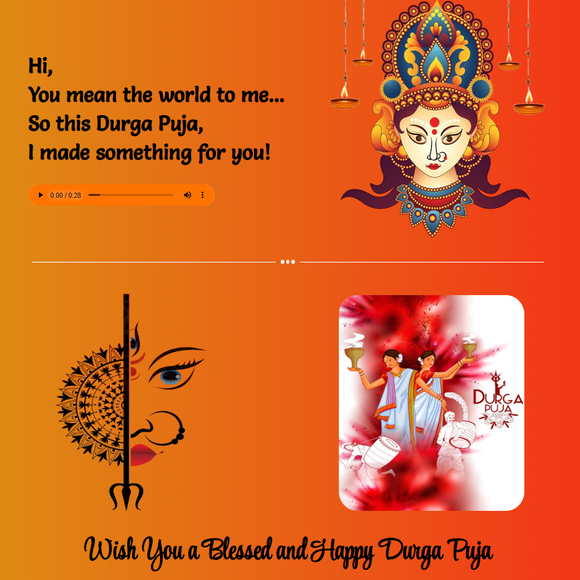 Hi,
You mean the world to me...
So this Durga Puja,
I made something for you!
0:00 / 0:28
DURGA
PUJA
Wish You a Blessed and Happy Durga Puja